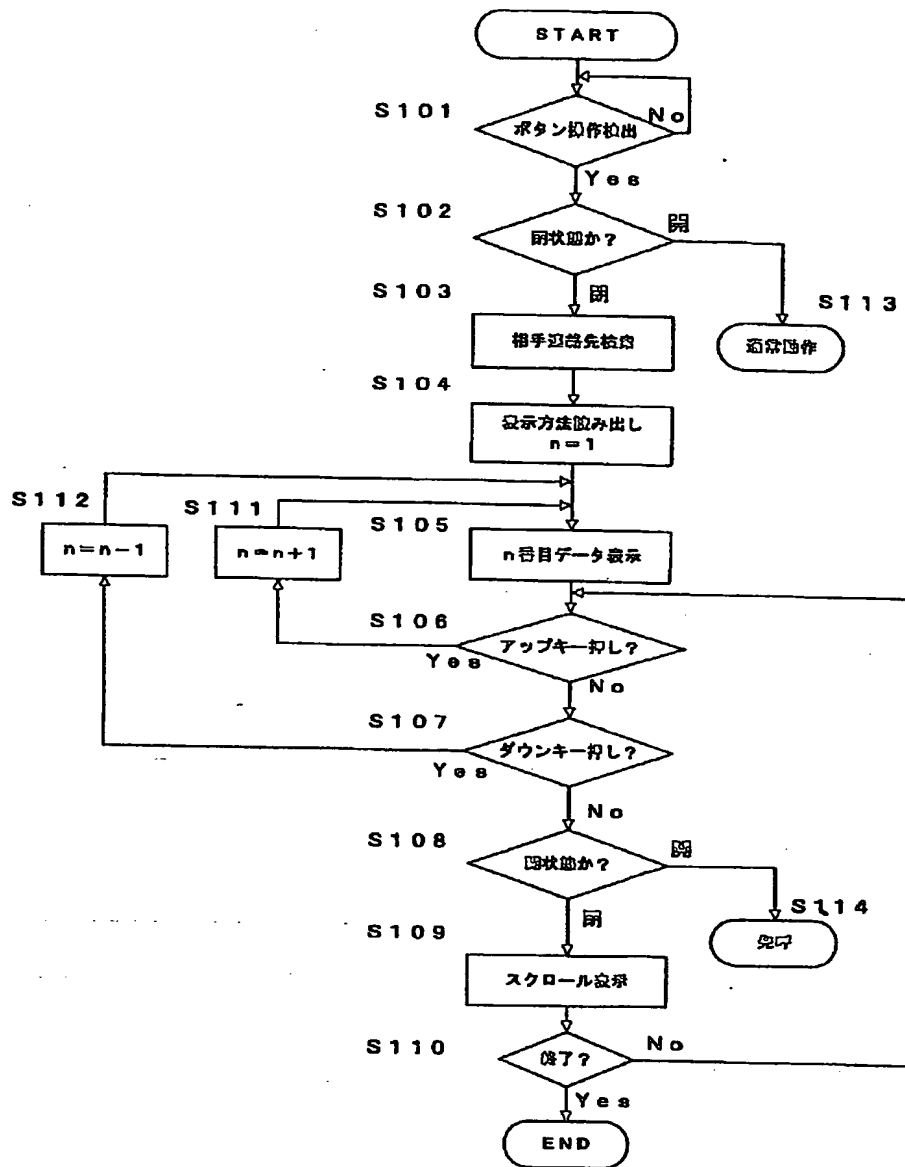 START
S101
ボタン操作検出
No
Yes
S102
閉状態か？
開
S103
閉
S113
相手連絡先検索
通常動作
S104
表示方法読み出し
n=1
S112
S111
S105
n=n-1
n=n+1
n番目データ表示
S106
アップキー押し？
Yes
No
S107
ダウンキー押し？
Yes
No
S108
閉状態か？
開
S114
閉
S109
スクロール表示
S110
終了？
No
Yes
END